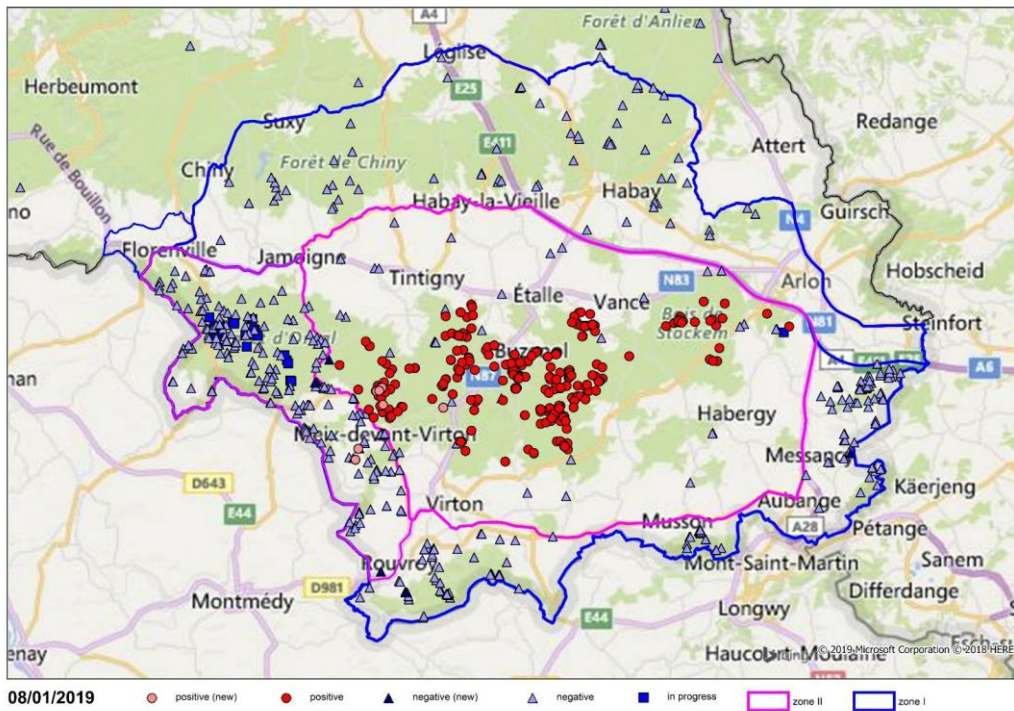 A4
Forêt d'Anlier
Léglise
Herbeumont
E25
Suxy
Redange
Attert
E411
Rue de Bouillon
Forêt de Chiny
Chiny
Habay
Habay-la-Vieille
Guirsch
N4
Florenville
Jamoigne
Hobscheid
Tintigny
N83
Arlon
Étalle
Vance
Bois de
Stockem
N81
Steinfort
Buzenol
A6
N87
Habergy
Meix-devant-Virton
Messancy
D643
Käerjeng
Virton
Aubange
E44
Musson
A28
Pétange
Rouvroy
Mont-Saint-Martin
Sanem
D981
Montmédy
Differdange
Longwy
E44
© 2019 Microsoft Corporation © 2018 HERE
08/01/2019 positive (new) positive negative (new) negative in progress zone II zone I